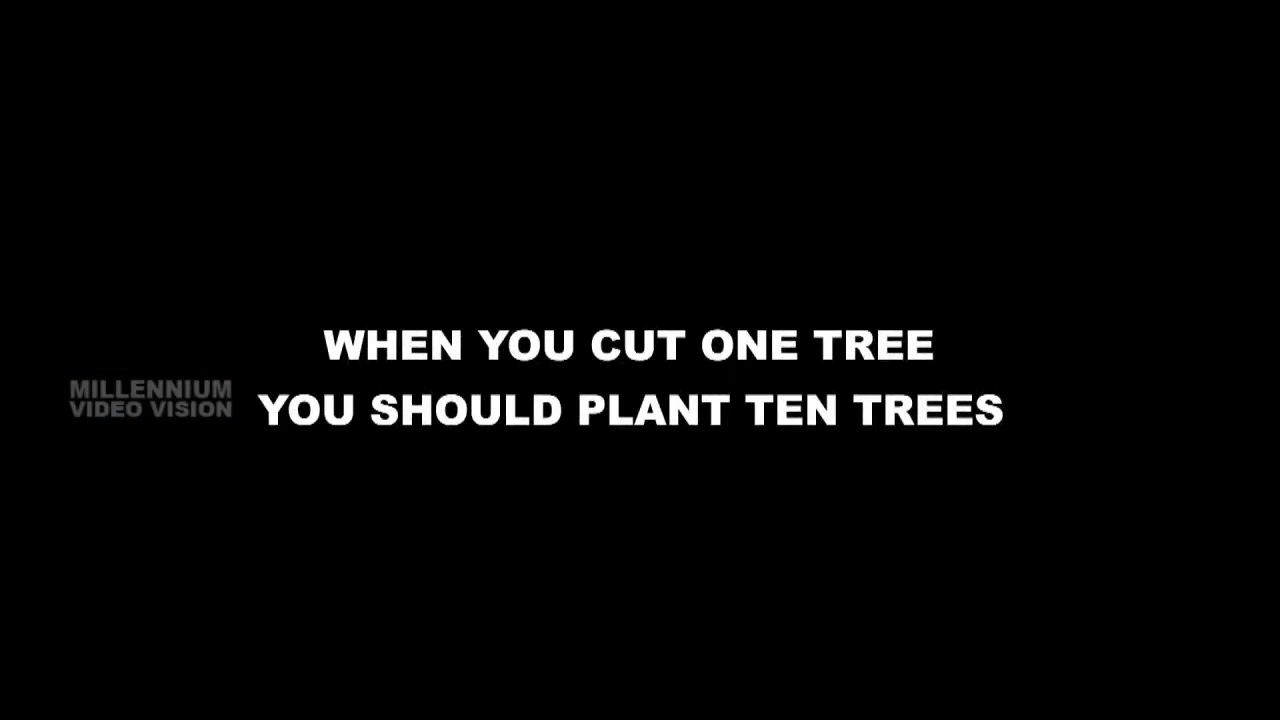 WHEN YOU CUT ONE TREE
YOU SHOULD PLANT TEN TREES
MILLENNIUM
VIDEO VISION